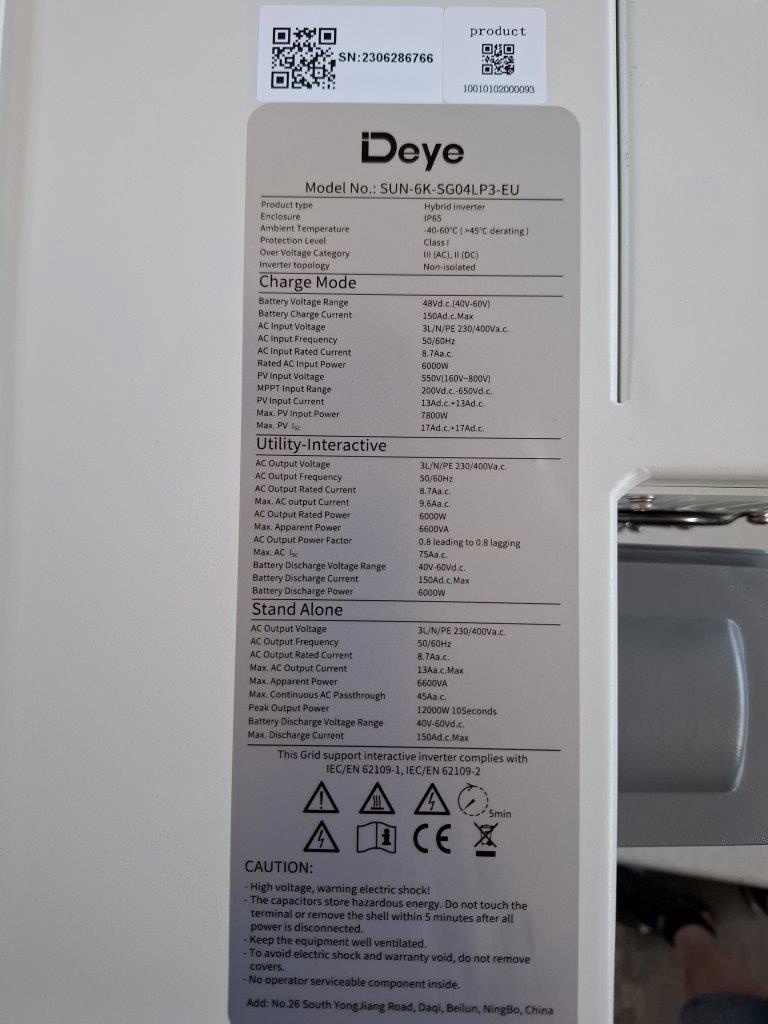 SN:2306286766
product
10010102000093
Deye
Model No.: SUN-6K-SG04LP3-EU
Product type Hybrid inverter
Enclosure IP65
Ambient Temperature -40-60°C ( >45°C derating )
Protection Level Class I
Over Voltage Category III (AC), II (DC)
Inverter topology Non-isolated
Charge Mode
Battery Voltage Range 48Vd.c.(40V-60V)
Battery Charge Current 150Ad.c.Max
AC Input Voltage 3L/N/PE 230/400Va.c.
AC Input Frequency 50/60Hz
AC Input Rated Current 8.7Aa.c.
Rated AC Input Power 6000W
PV Input Voltage 550V(160V~800V)
MPPT Input Range 200Vd.c.-650Vd.c.
PV Input Current 13Ad.c.+13Ad.c.
Max. PV Input Power 7800W
Max. PV Isc 17Ad.c.+17Ad.c.
Utility-Interactive
AC Output Voltage 3L/N/PE 230/400Va.c.
AC Output Frequency 50/60Hz
AC Output Rated Current 8.7Aa.c.
Max. AC output Current 9.6Aa.c.
AC Output Rated Power 6000W
Max. Apparent Power 6600VA
AC Output Power Factor 0.8 leading to 0.8 lagging
Max. AC Isc 75Aa.c.
Battery Discharge Voltage Range 40V-60Vd.c.
Battery Discharge Current 150Ad.c.Max
Battery Discharge Power 6000W
Stand Alone
AC Output Voltage 3L/N/PE 230/400Va.c.
AC Output Frequency 50/60Hz
AC Output Rated Current 8.7Aa.c.
Max. AC Output Current 13Aa.c.Max
Max. Apparent Power 6600VA
Max. Continuous AC Passthrough 45Aa.c.
Peak Output Power 12000W 10Seconds
Battery Discharge Voltage Range 40V-60Vd.c.
Max. Discharge Current 150Ad.c.Max
This Grid support interactive inverter complies with
IEC/EN 62109-1, IEC/EN 62109-2
5min
CE
CAUTION:
- High voltage, warning electric shock!
- The capacitors store hazardous energy. Do not touch the
terminal or remove the shell within 5 minutes after all
power is disconnected.
- Keep the equipment well ventilated.
- To avoid electric shock and warranty void, do not remove
covers.
- No operator serviceable component inside.
Add: No.26 South YongJiang Road, Daqi, Beilun, NingBo, China